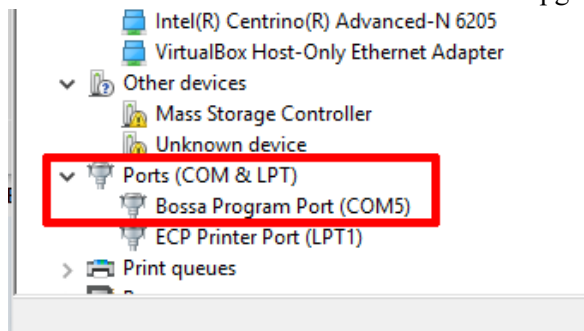 Intel(R) Centrino(R) Advanced-N 6205
VirtualBox Host-Only Ethernet Adapter
Other devices
Mass Storage Controller
Unknown device
Ports (COM & LPT)
Bossa Program Port (COM5)
ECP Printer Port (LPT1)
Print queues